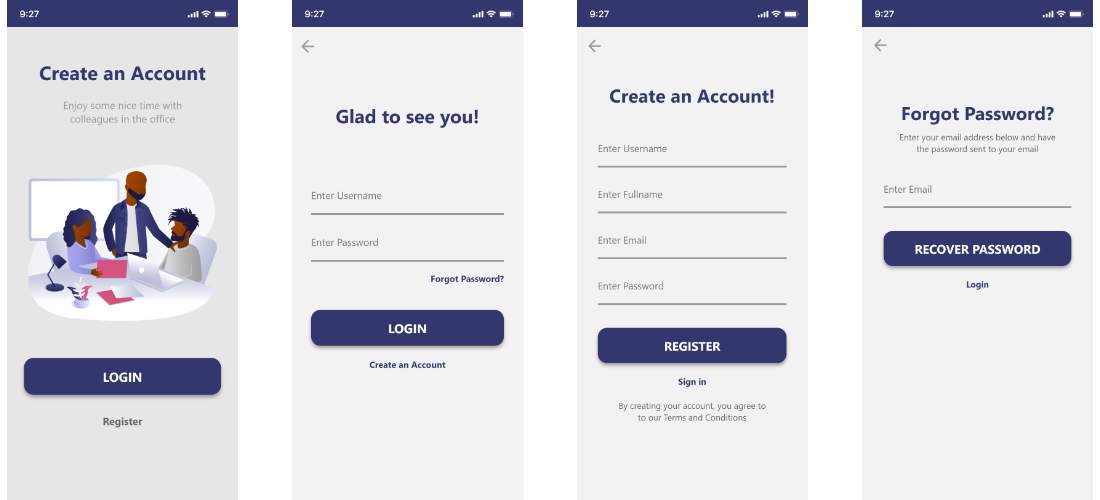 9:27
Create an Account
Enjoy some nice time with
colleagues in the office
LOGIN
Register
9:27
Glad to see you!
Enter Username
Enter Password
Forgot Password?
LOGIN
Create an Account
9:27
Create an Account!
Enter Username
Enter Fullname
Enter Email
Enter Password
REGISTER
Sign in
By creating your account, you agree to
to our Terms and Conditions
9:27
Forgot Password?
Enter your email address below and have
the password sent to your email
Enter Email
RECOVER PASSWORD
Login